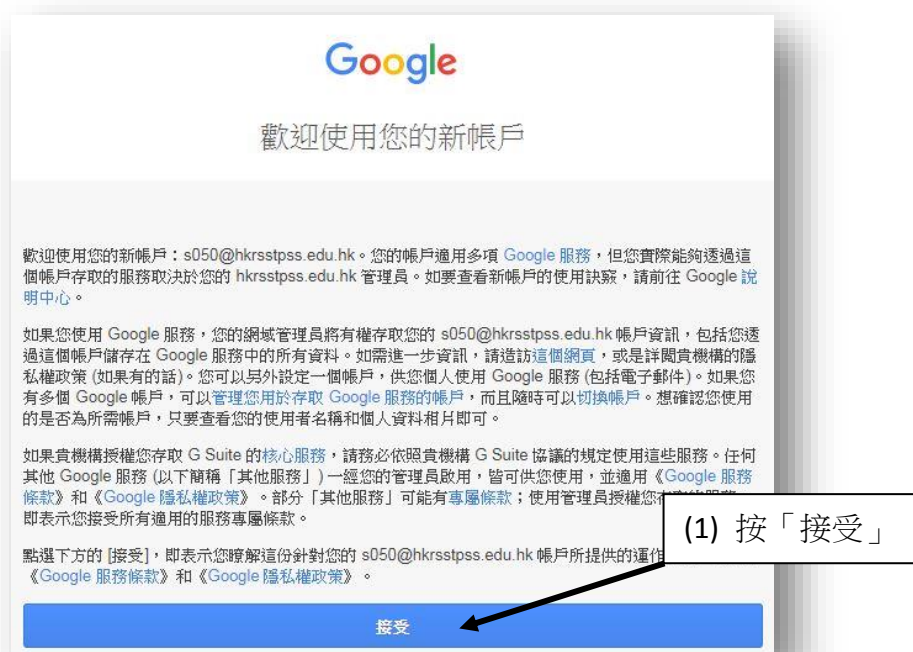 Google
歡迎使用您的新帳戶
歡迎使用您的新帳戶：s050@hkrsstpss.edu.hk。您的帳戶適用多項 Google 服務，但您實際能夠透過這
個帳戶存取的服務取決於您的 hkrsstpss.edu.hk 管理員。如要查看新帳戶的使用訣竅，請前往 Google 說
明中心。
如果您使用 Google 服務，您的網域管理員將有權存取您的 s050@hkrsstpss.edu.hk 帳戶資訊，包括您透
過這個帳戶儲存在 Google 服務中的所有資料。如需進一步資訊，請造訪這個網頁，或是詳閱貴機構的隱
私權政策 (如果有的話)。您可以另外設定一個帳戶，供您個人使用 Google 服務 (包括電子郵件)。如果您
有多個 Google 帳戶，可以管理您用於存取 Google 服務的帳戶，而且隨時可以切換帳戶。想確認您使用
的是否為所需帳戶，只要查看您的使用者名稱和個人資料相片即可。
如果貴機構授權您存取 G Suite 的核心服務，請務必依照貴機構 G Suite 協議的規定使用這些服務。任何
其他 Google 服務 (以下簡稱「其他服務」) 一經您的管理員啟用，皆可供您使用，並適用《Google 服務
條款》和《Google 隱私權政策》。部分「其他服務」可能有專屬條款；使用管理員授權您
即表示您接受所有適用的服務專屬條款。
(1) 按「接受」
點選下方的 [接受]，即表示您瞭解這份針對您的 s050@hkrsstpss.edu.hk 帳戶所提供的運作
《Google 服務條款》和《Google 隱私權政策》。
接受